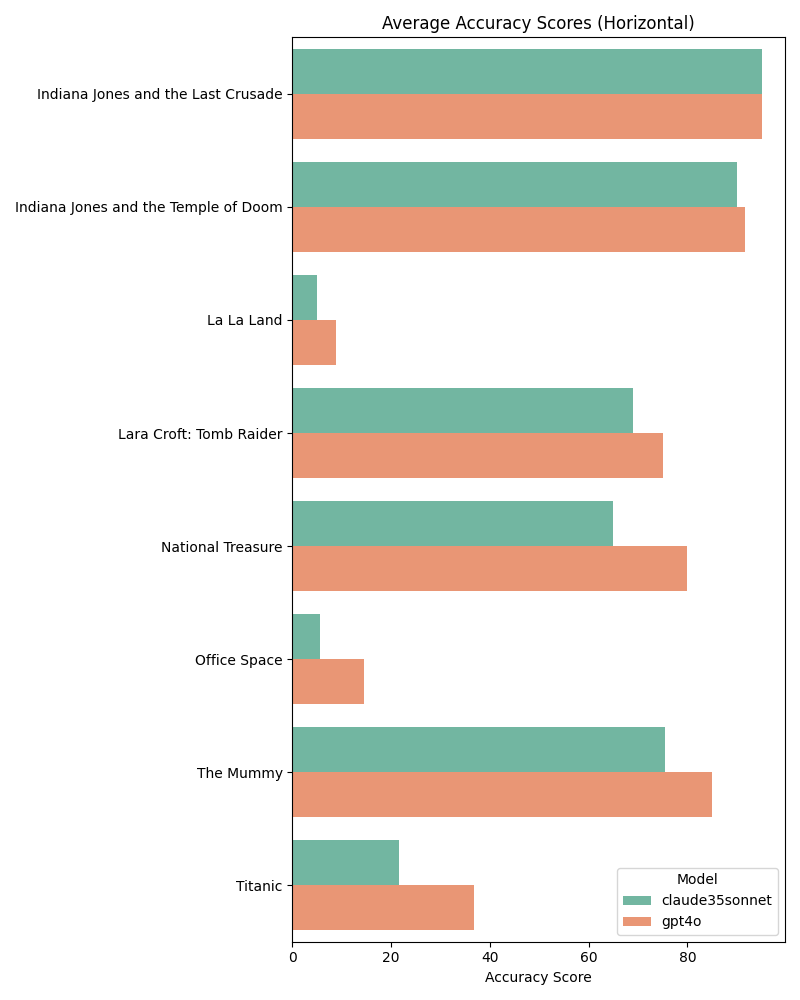 Average Accuracy Scores (Horizontal)
Indiana Jones and the Last Crusade
Indiana Jones and the Temple of Doom
La La Land
Lara Croft: Tomb Raider
National Treasure
Office Space
The Mummy
Titanic
Model
claude35sonnet
gpt4o
0 20 40 60 80
Accuracy Score